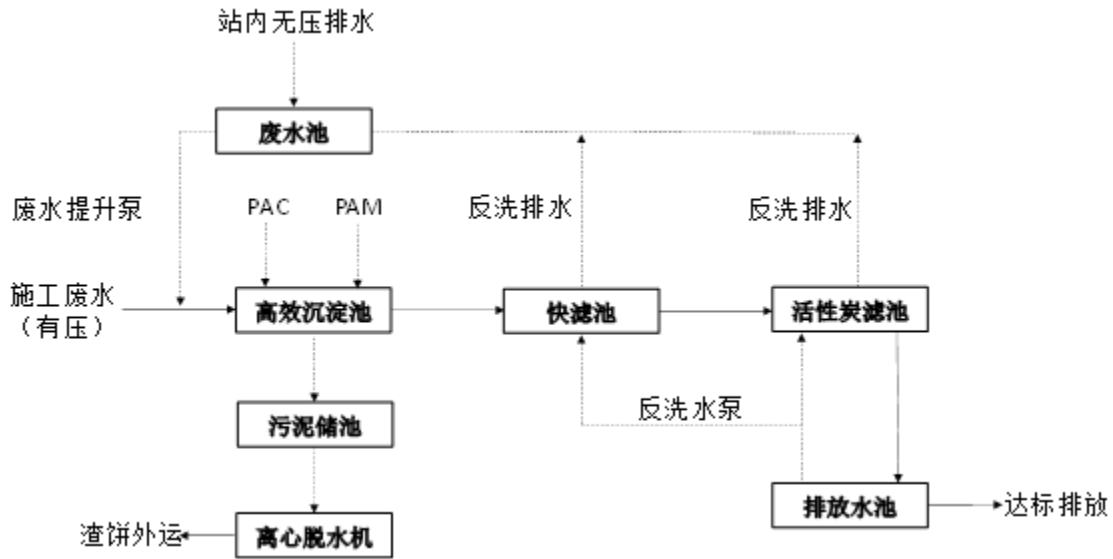 站内无压排水
废水池
废水提升泵
PAC
PAM
反洗排水
反洗排水
施工废水
（有压）
高效沉淀池
快滤池
活性炭滤池
污泥储池
反洗水泵
排放水池
达标排放
渣饼外运
离心脱水机